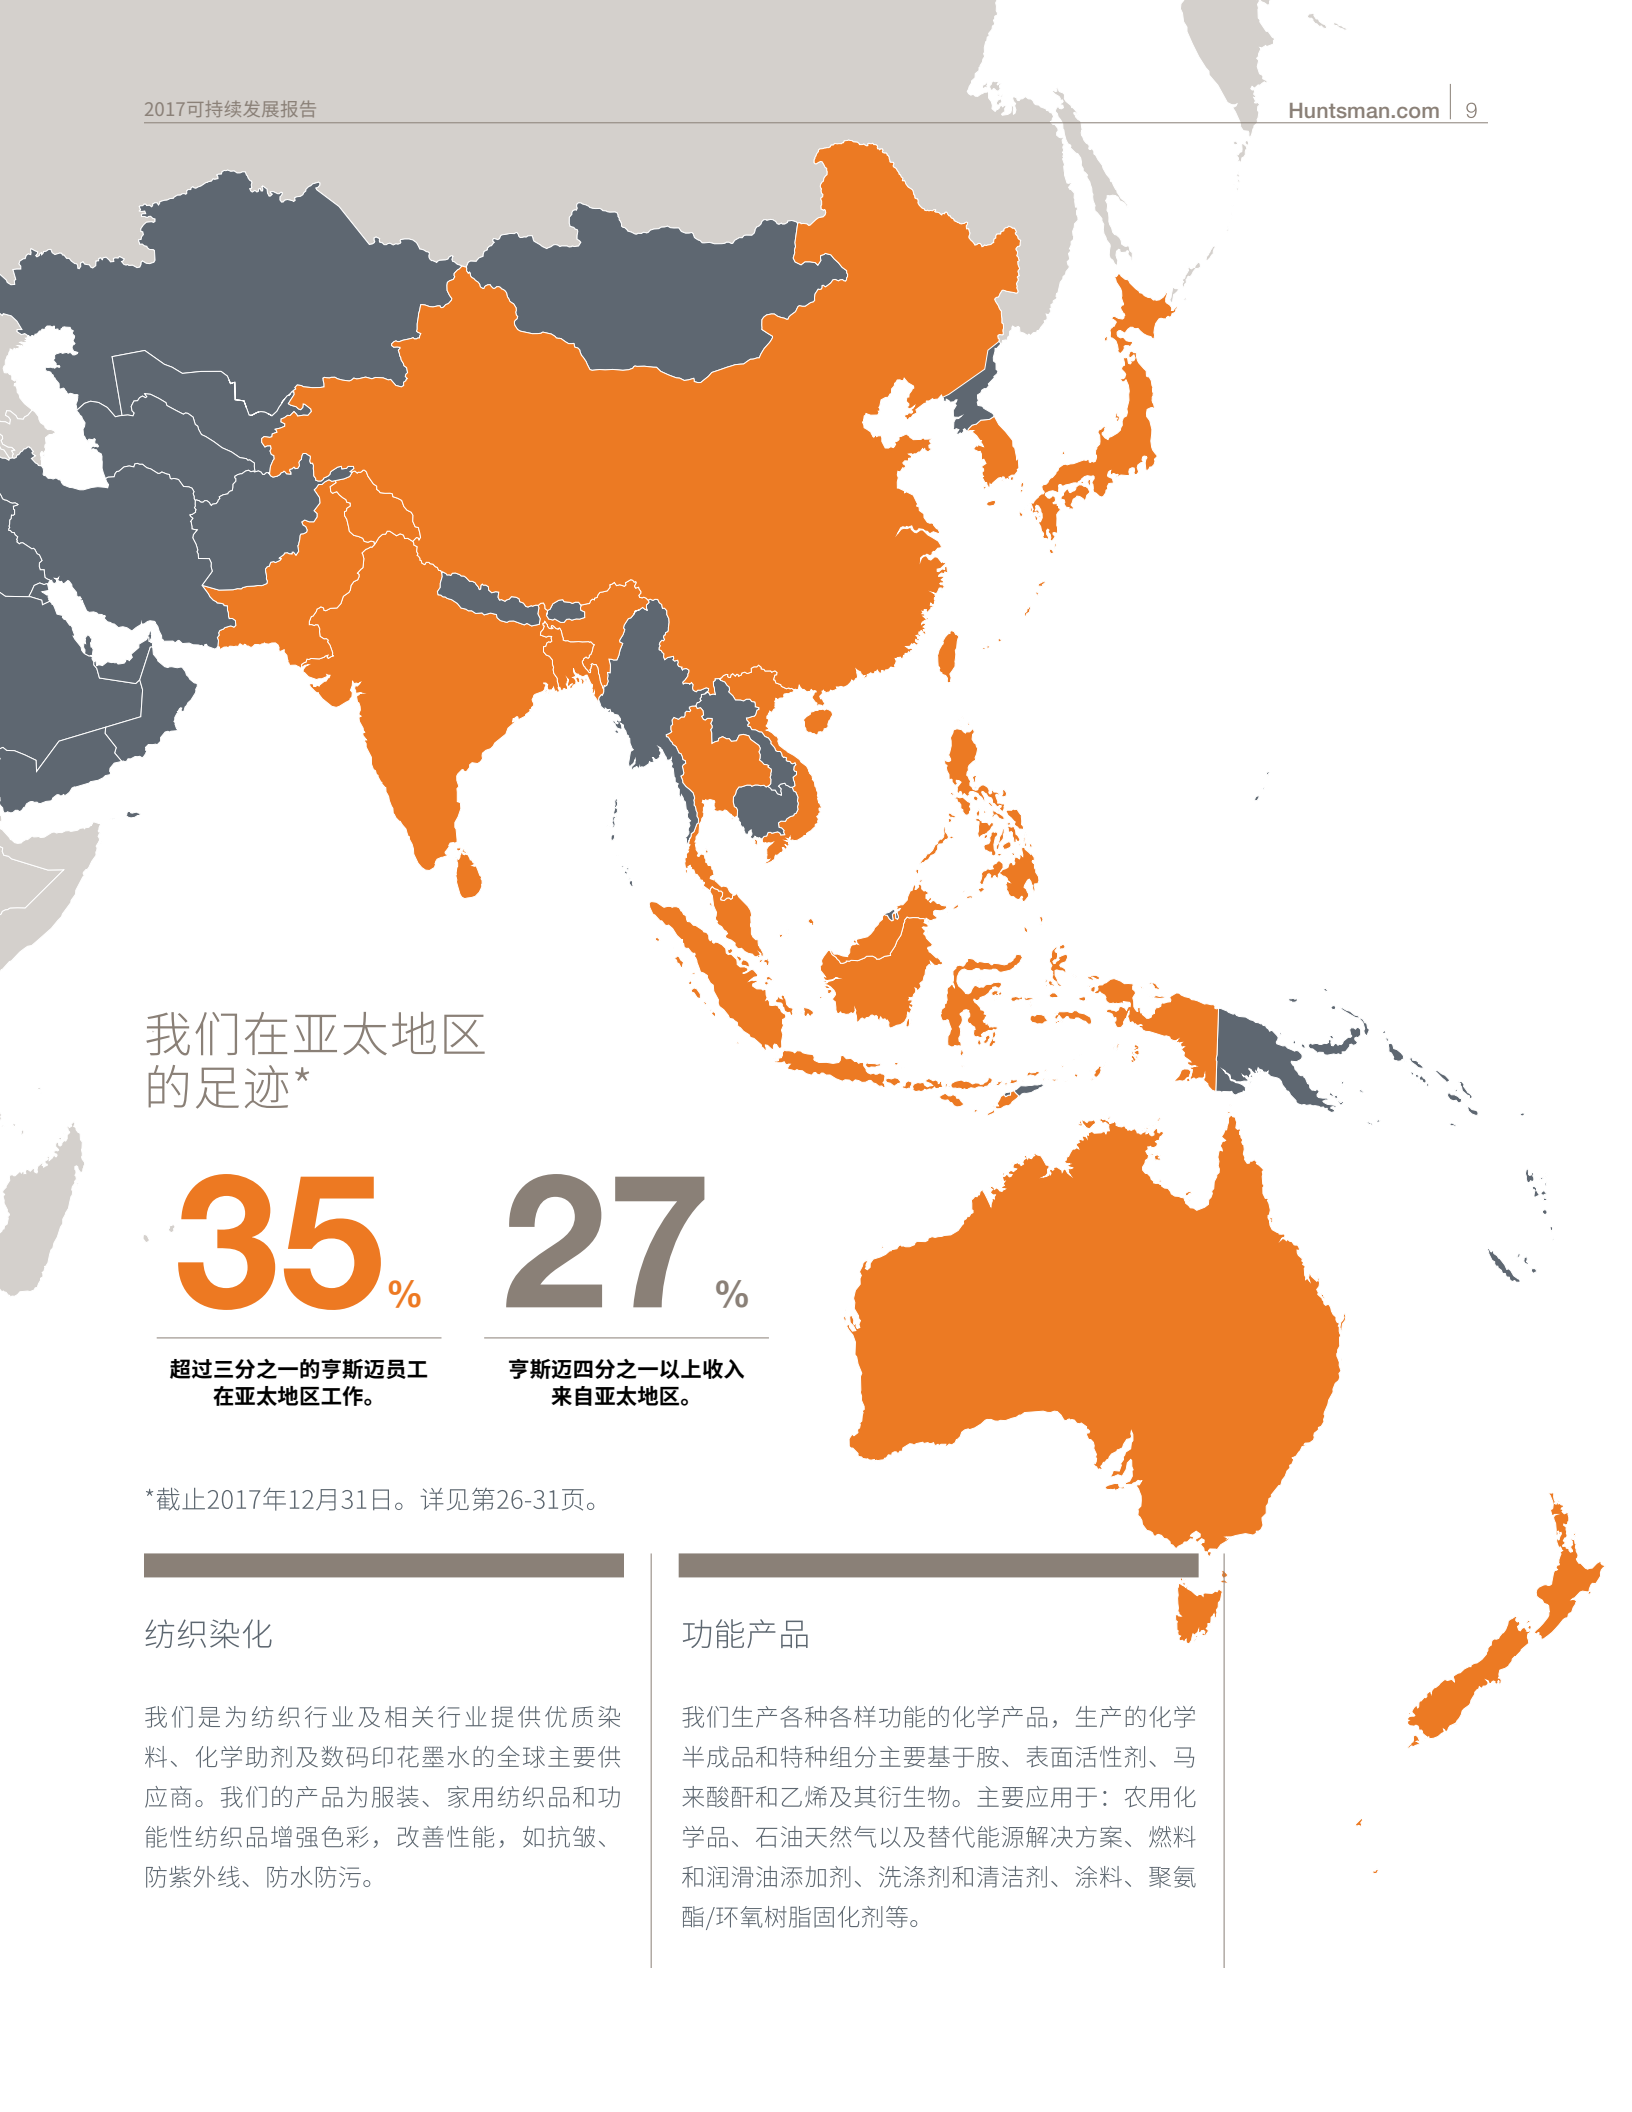 2017可持续发展报告
Huntsman.com 9
我们在亚太地区
的足迹*
35%
超过三分之一的亨斯迈员工
在亚太地区工作。
27%
亨斯迈四分之一以上收入
来自亚太地区。
*截止2017年12月31日。详见第26-31页。
纺织染化
我们是为纺织行业及相关行业提供优质染
料、化学助剂及数码印花墨水的全球主要供
应商。我们的产品为服装、家用纺织品和功
能性纺织品增强色彩，改善性能，如抗皱、
防紫外线、防水防污。
功能产品
我们生产各种各样功能的化学产品，生产的化学
半成品和特种组分主要基于胺、表面活性剂、马
来酸酐和乙烯及其衍生物。主要应用于：农用化
学品、石油天然气以及替代能源解决方案、燃料
和润滑油添加剂、洗涤剂和清洁剂、涂料、聚氨
酯/环氧树脂固化剂等。